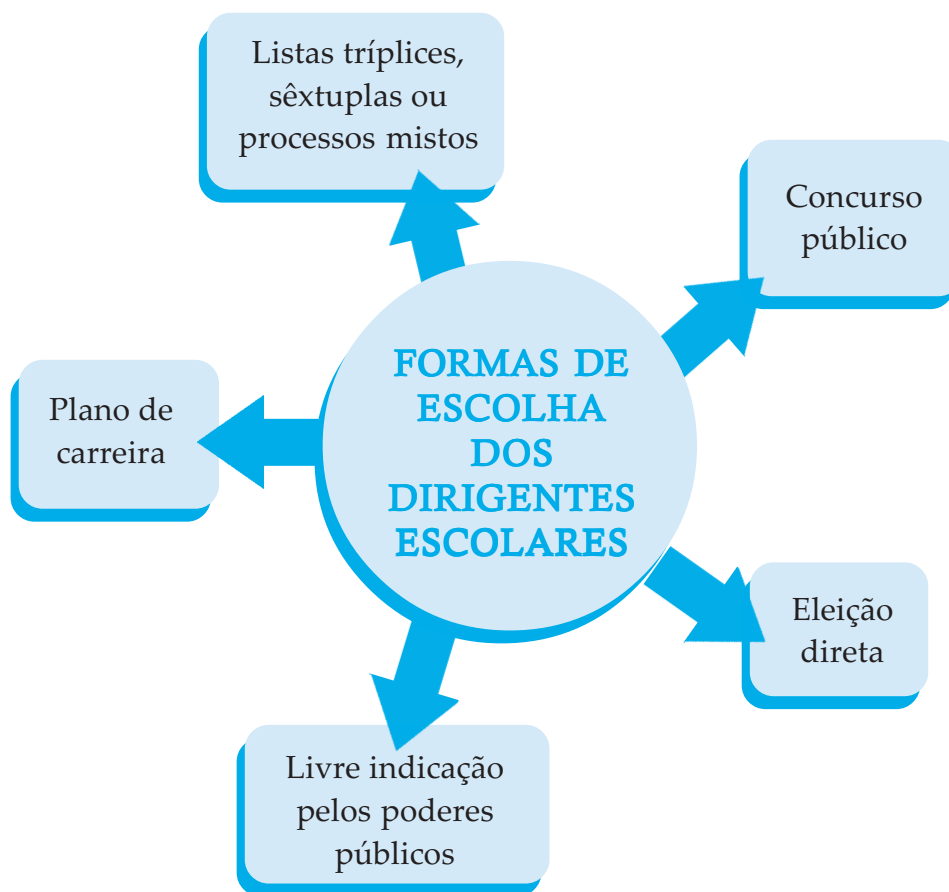 Listas tríplices,
sêxtuplas ou
processos mistos
Concurso
público
FORMAS DE
ESCOLHA
DOS
DIRIGENTES
ESCOLARES
Plano de
carreira
Eleição
direta
Livre indicação
pelos poderes
públicos